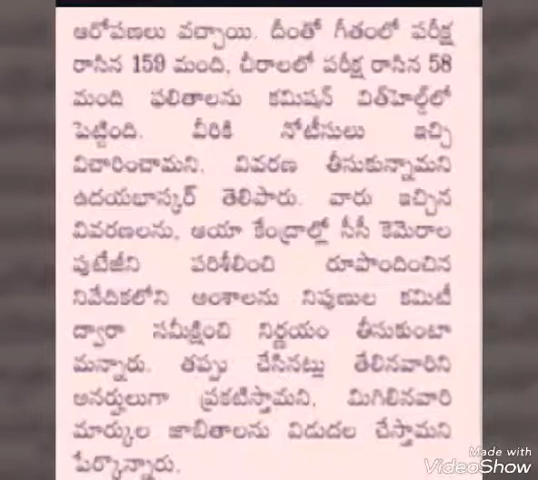 ఆరోపణలు వచ్చాయి. దీంతో గీతంలో పరీక్ష
రాసిన 159 మంది, చీరాలలో పరీక్ష రాసిన 58
మంది ఫలితాలను కమిషన్ విత్‌హెల్డ్‌లో
పెట్టింది. వీరికి నోటీసులు ఇచ్చి
విచారించామని, వివరణ తీసుకున్నామని
ఉదయభాస్కర్ తెలిపారు. వారు ఇచ్చిన
వివరణలను, ఆయా కేంద్రాల్లో సీసీ కెమెరాల
ఫుటేజీని పరిశీలించి రూపొందించిన
నివేదికలోని అంశాలను నిపుణుల కమిటీ
ద్వారా సమీక్షించి నిర్ణయం తీసుకుంటా
మన్నారు. తప్పు చేసినట్లు తేలినవారిని
అనర్హులుగా ప్రకటిస్తామని, మిగిలినవారి
మార్కుల జాబితాలను విడుదల చేస్తామని
పేర్కొన్నారు.
Made with
VideoShow